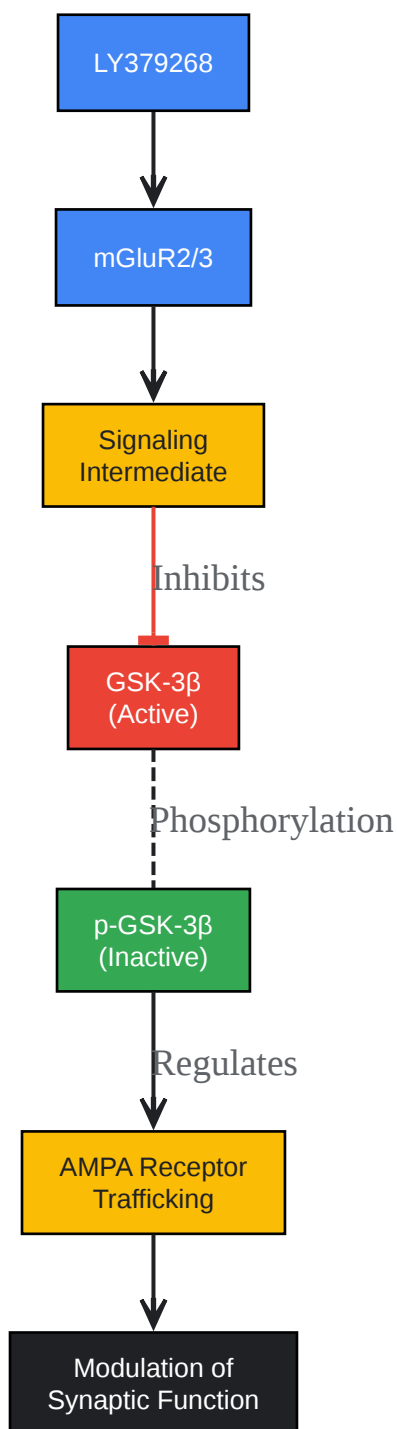 LY379268
mGluR2/3
Signaling
Intermediate
Inhibits
GSK-3β
(Active)
Phosphorylation
p-GSK-3β
(Inactive)
Regulates
AMPA Receptor
Trafficking
Modulation of
Synaptic Function